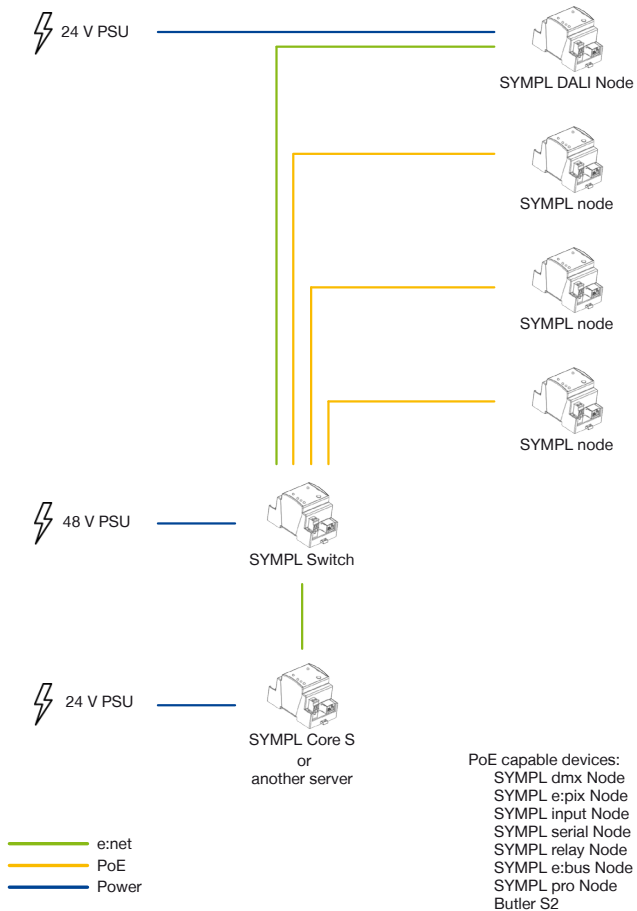 24 V PSU
SYMPL DALI Node
SYMPL node
SYMPL node
SYMPL node
48 V PSU
SYMPL Switch
24 V PSU
SYMPL Core S
or
another server
e:net
PoE
Power
PoE capable devices:
SYMPL dmx Node
SYMPL e:pix Node
SYMPL input Node
SYMPL serial Node
SYMPL relay Node
SYMPL e:bus Node
SYMPL pro Node
Butler S2